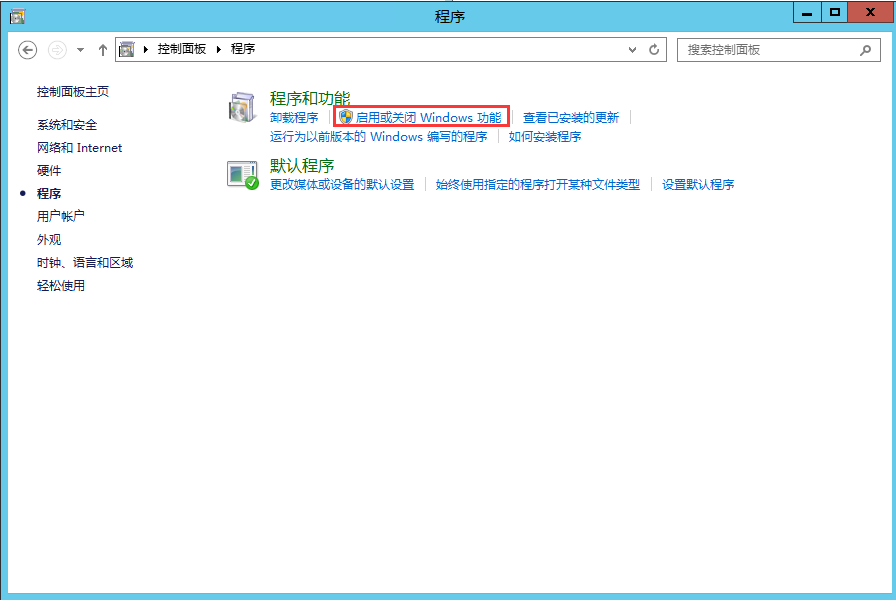 程序
控制面板 程序
搜索控制面板
控制面板主页
系统和安全
网络和 Internet
硬件
程序
用户帐户
外观
时钟、语言和区域
轻松使用
程序和功能
卸载程序 启用或关闭 Windows 功能 查看已安装的更新
运行为以前版本的 Windows 编写的程序 如何安装程序
默认程序
更改媒体或设备的默认设置 始终使用指定的程序打开某种文件类型 设置默认程序